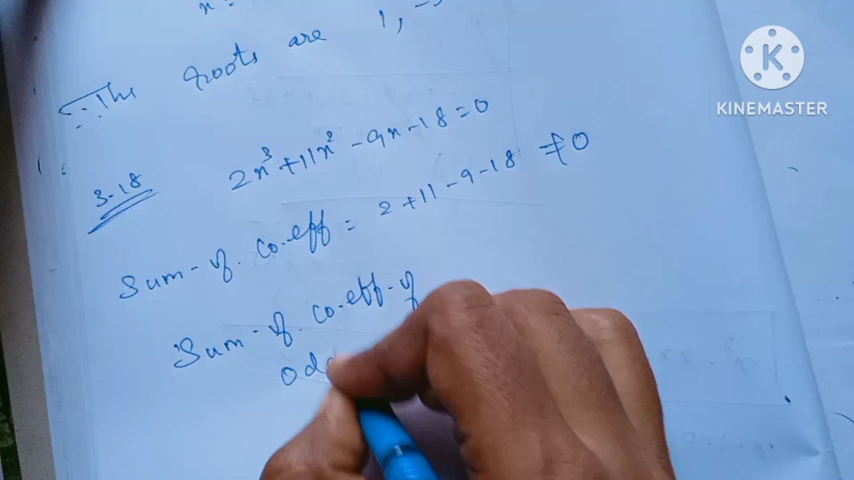 ∴ The roots are 1, -
KINEMASTER
3-18 2x³+11x²-9x-18=0
Sum-of. co.eff = 2+11-9-18 ≠0
Sum-of. co-eff-of
odd